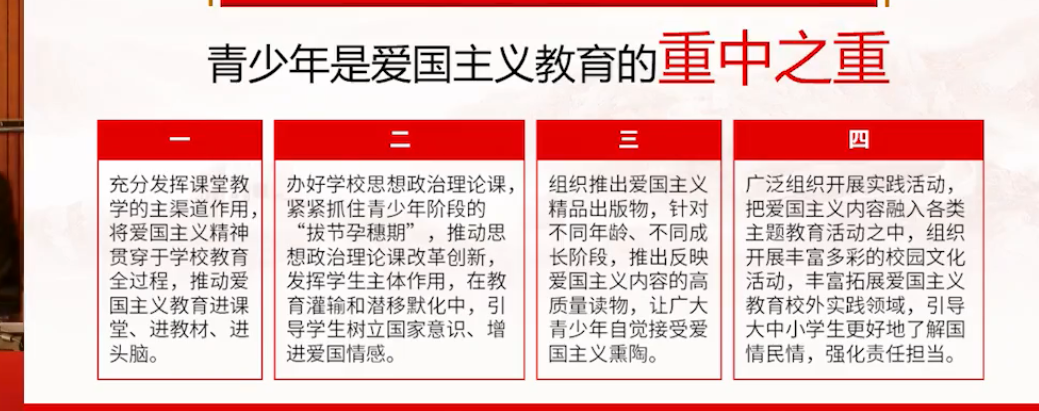 青少年是爱国主义教育的重中之重
一
充分发挥课堂教
学的主渠道作用，
将爱国主义精神
贯穿于学校教育
全过程，推动爱
国主义教育进课
堂、进教材、进
头脑。
二
办好学校思想政治理论课，
紧紧抓住青少年阶段的
“拔节孕穗期”，推动思
想政治理论课改革创新，
发挥学生主体作用，在教
育灌输和潜移默化中，引
导学生树立国家意识、增
进爱国情感。
三
组织推出爱国主义
精品出版物，针对
不同年龄、不同成
长阶段，推出反映
爱国主义内容的高
质量读物，让广大
青少年自觉接受爱
国主义熏陶。
四
广泛组织开展实践活动，
把爱国主义内容融入各类
主题教育活动之中，组织
开展丰富多彩的校园文化
活动，丰富拓展爱国主义
教育校外实践领域，引导
大中小学生更好地了解国
情民情，强化责任担当。